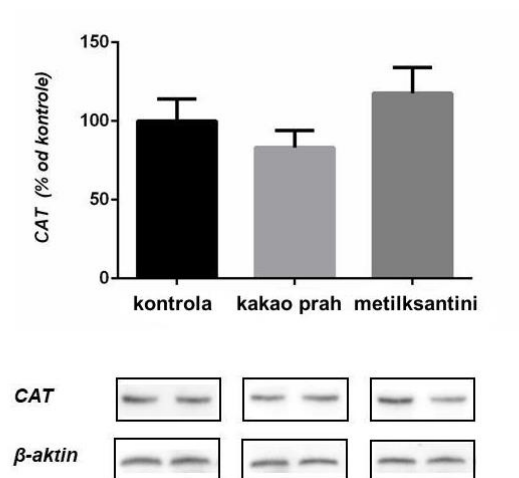 150
100
50
0
CAT (% od kontrole)
kontrola kakao prah metilksantini
CAT
β-aktin